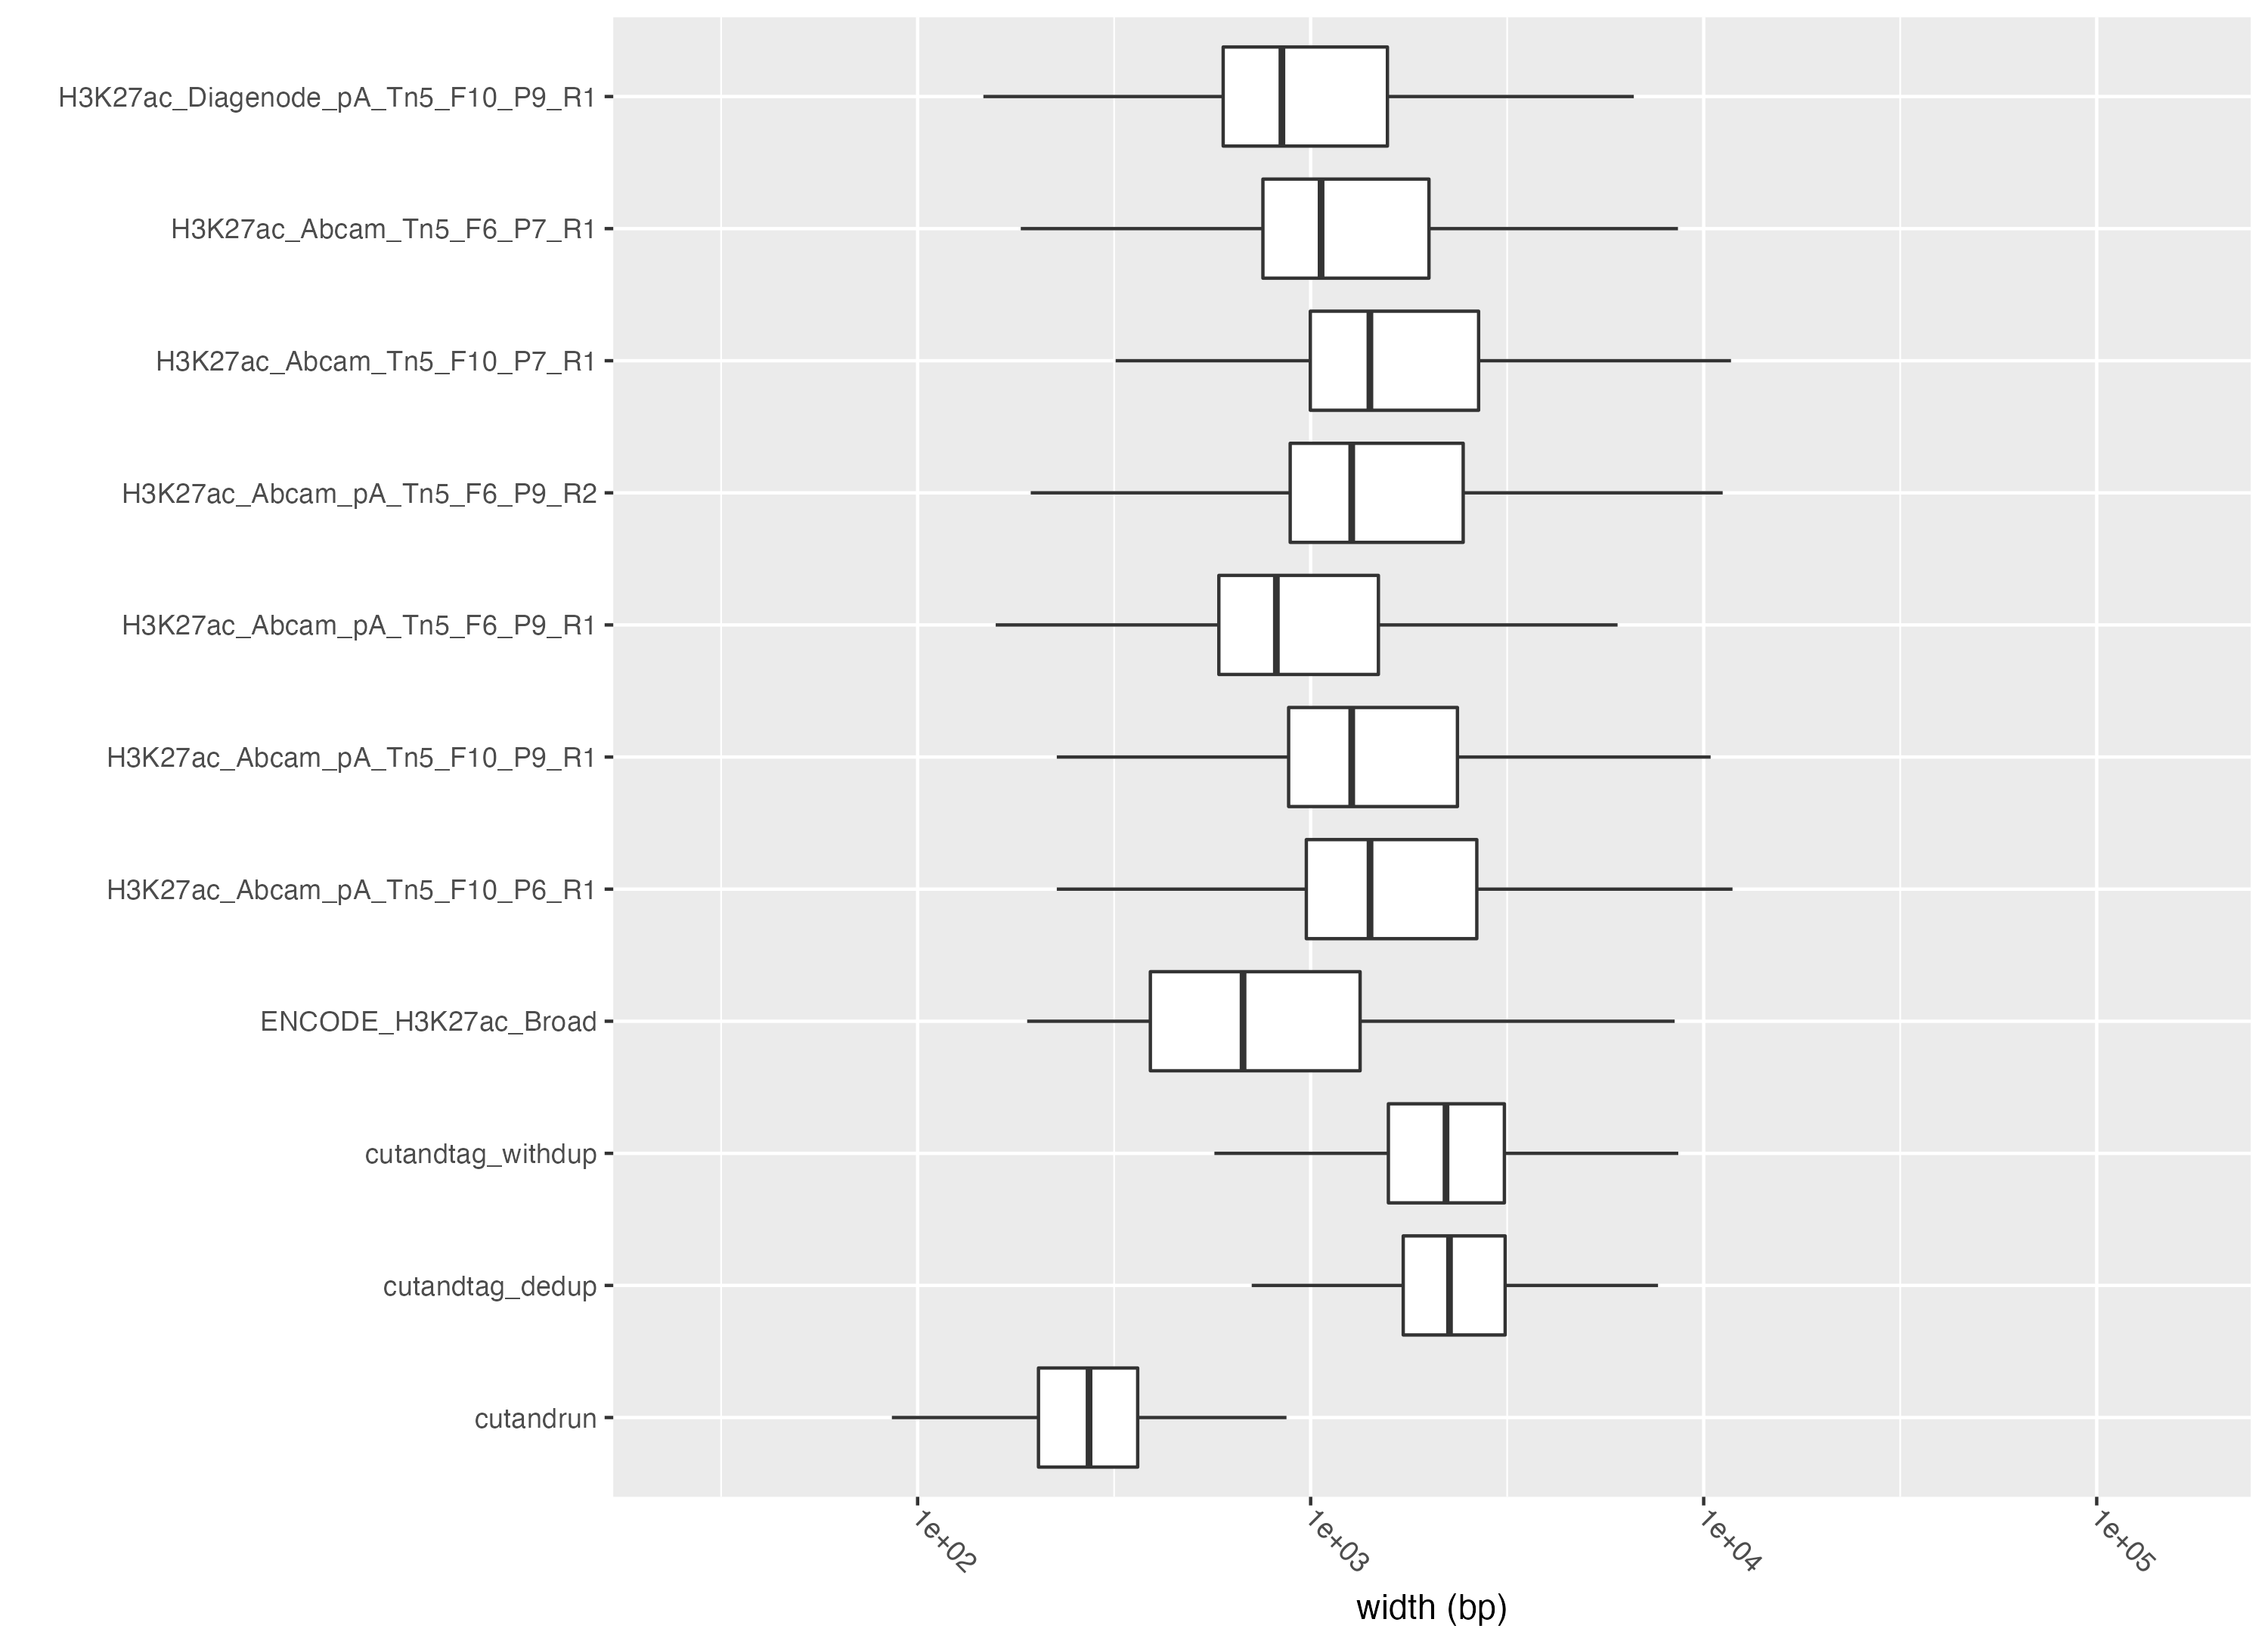 H3K27ac_Diagenode_pA_Tn5_F10_P9_R1
H3K27ac_Abcam_Tn5_F6_P7_R1
H3K27ac_Abcam_Tn5_F10_P7_R1
H3K27ac_Abcam_pA_Tn5_F6_P9_R2
H3K27ac_Abcam_pA_Tn5_F6_P9_R1
H3K27ac_Abcam_pA_Tn5_F10_P9_R1
H3K27ac_Abcam_pA_Tn5_F10_P6_R1
ENCODE_H3K27ac_Broad
cutandtag_withdup
cutandtag_dedup
cutandrun
1e+02
1e+03
1e+04
1e+05
width (bp)